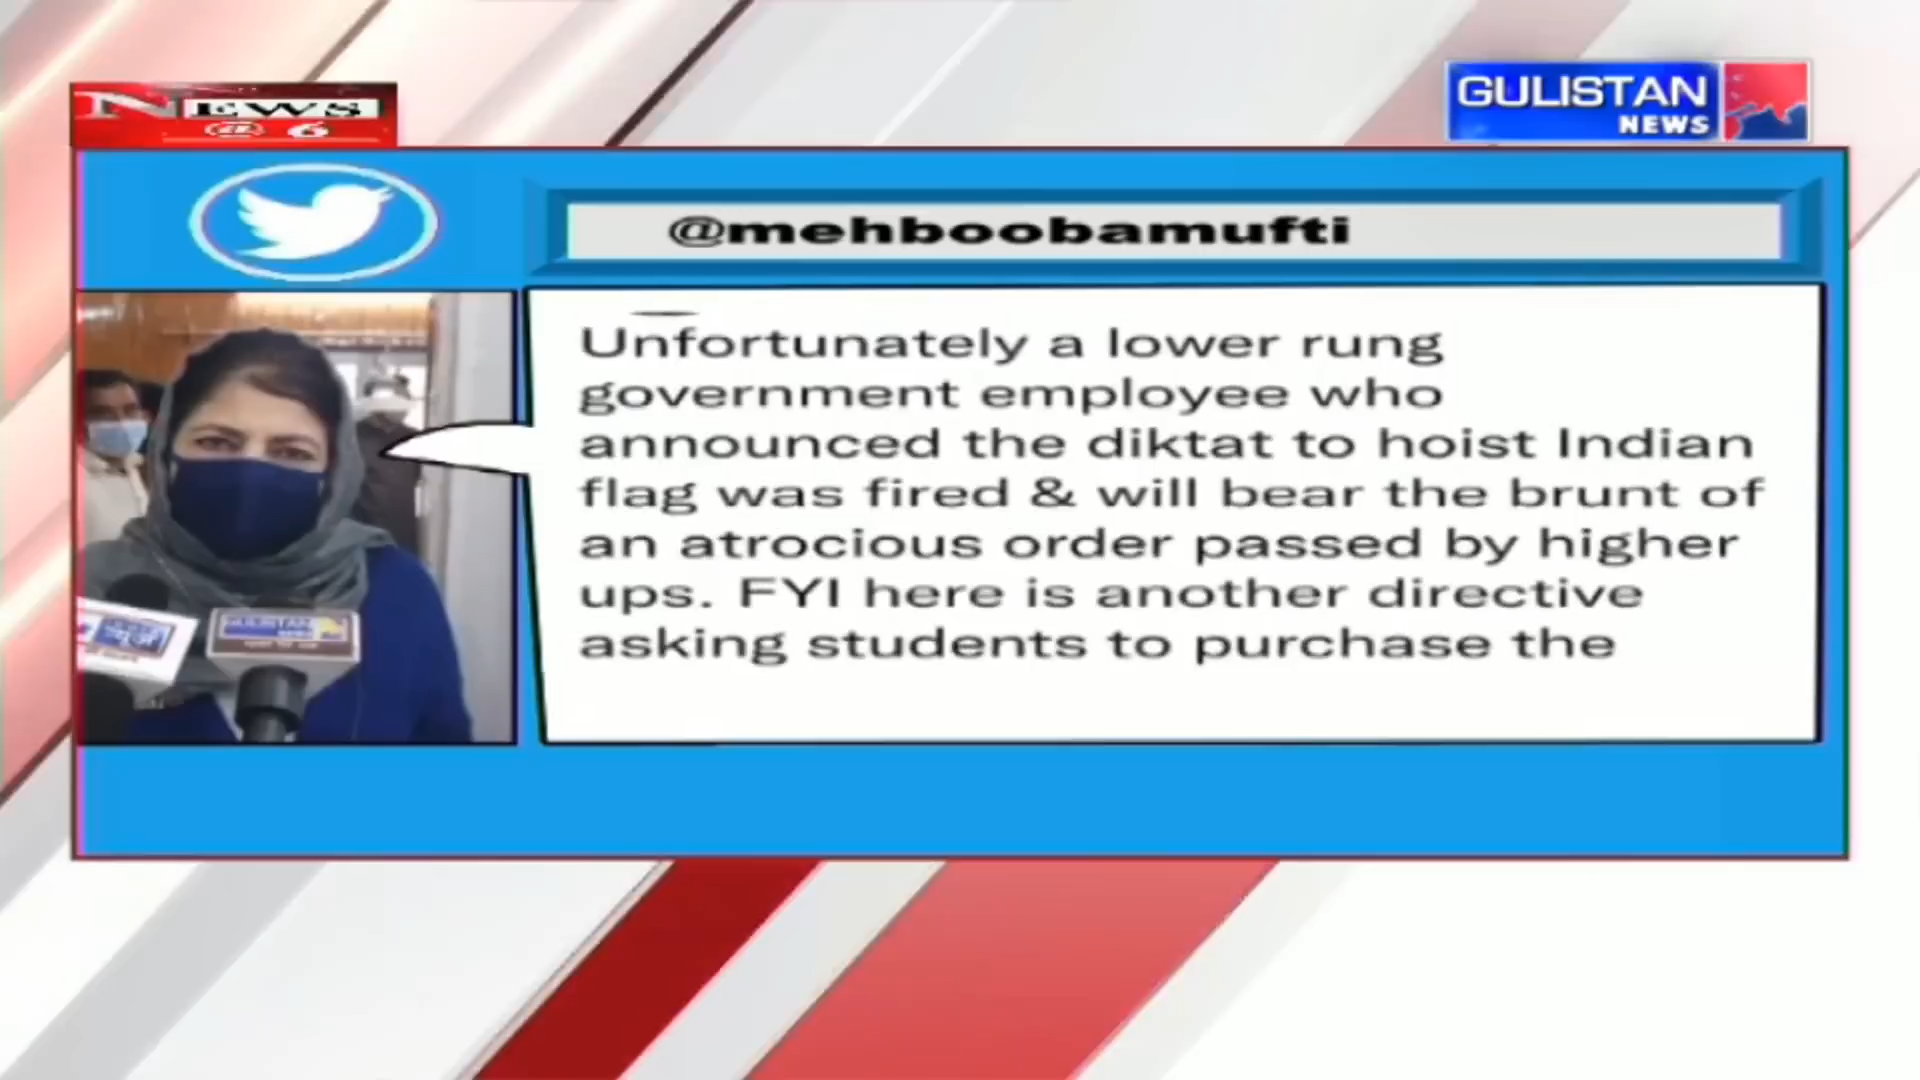 NEWS
@ 6
GULISTAN
NEWS
@mehboobamufti
Unfortunately a lower rung
government employee who
announced the diktat to hoist Indian
flag was fired & will bear the brunt of
an atrocious order passed by higher
ups. FYI here is another directive
asking students to purchase the
GULISTAN
NEWS